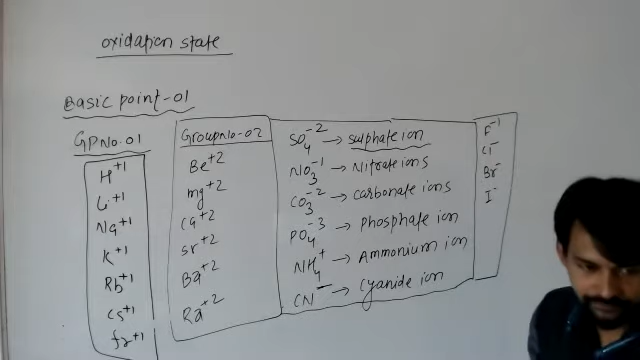 oxidation state
Basic point-01
GPNo.01
H+1
Li+1
Na+1
K+1
Rb+1
Cs+1
fr+1
GroupNo-02
Be+2
mg+2
ca+2
sr+2
Ba+2
Ra+2
SO4-2 → sulphate ion
NO3-1 → Nitrate ions
CO3-2 → carbonate ions
PO4-3 → Phosphate ion
NH4+ → Ammonium ion
CN- → cyanide ion
F-1
Cl-
Br-
I-